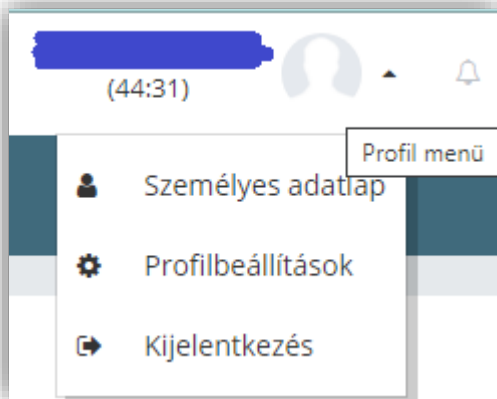 (44:31)
Profil menü
Személyes adatlap
Profilbeállítások
Kijelentkezés